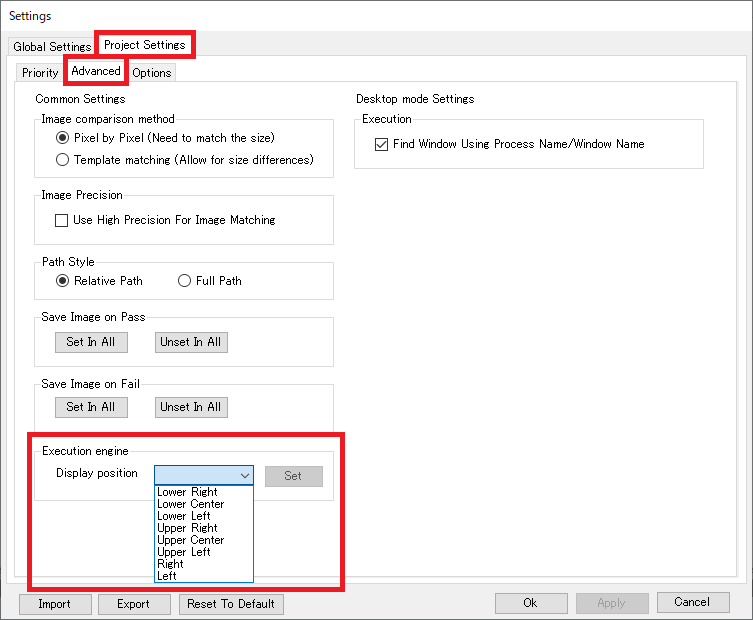 Settings
Global Settings
Project Settings
Priority
Advanced
Options
Common Settings
Image comparison method
Pixel by Pixel (Need to match the size)
Template matching (Allow for size differences)
Image Precision
Use High Precision For Image Matching
Path Style
Relative Path
Full Path
Save Image on Pass
Set In All
Unset In All
Save Image on Fail
Set In All
Unset In All
Execution engine
Display position
Set
Lower Right
Lower Center
Lower Left
Upper Right
Upper Center
Upper Left
Right
Left
Desktop mode Settings
Execution
Find Window Using Process Name/Window Name
Import
Export
Reset To Default
Ok
Apply
Cancel